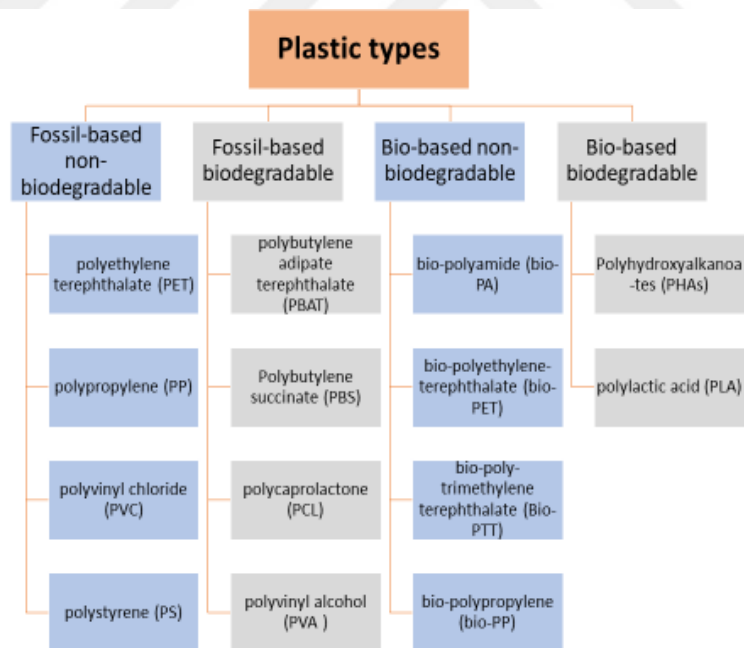 Plastic types
Fossil-based
non-
biodegradable
Fossil-based
biodegradable
Bio-based non-
biodegradable
Bio-based
biodegradable
polyethylene
terephthalate (PET)
polypropylene (PP)
polyvinyl chloride
(PVC)
polystyrene (PS)
polybutylene
adipate
terephthalate
(PBAT)
Polybutylene
succinate (PBS)
polycaprolactone
(PCL)
polyvinyl alcohol
(PVA )
bio-polyamide (bio-
PA)
bio-polyethylene-
terephthalate (bio-
PET)
bio-poly-
trimethylene
terephthalate (Bio-
PTT)
bio-polypropylene
(bio-PP)
Polyhydroxyalkanoa
-tes (PHAs)
polylactic acid (PLA)